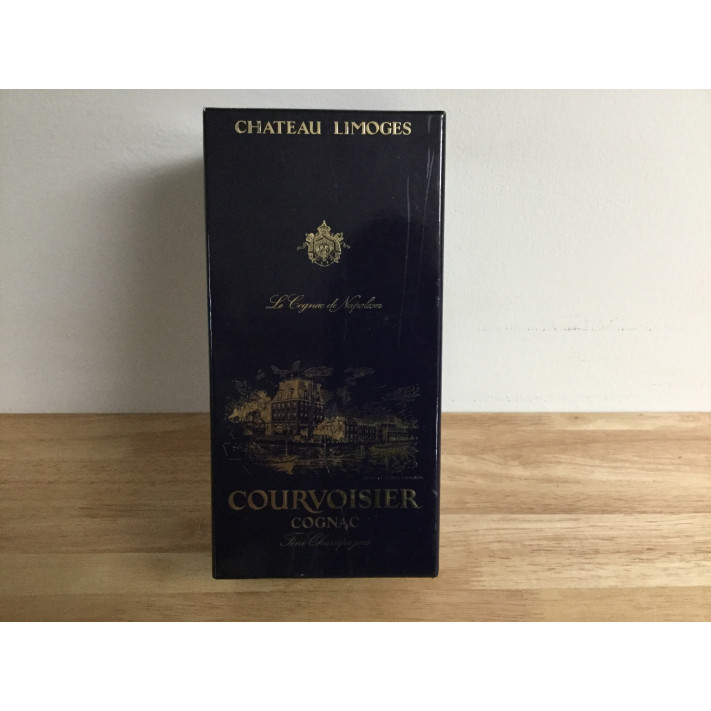 CHATEAU LIMOGES
Le Cognac de Napoléon
COURVOISIER
COGNAC
Fine Champagne